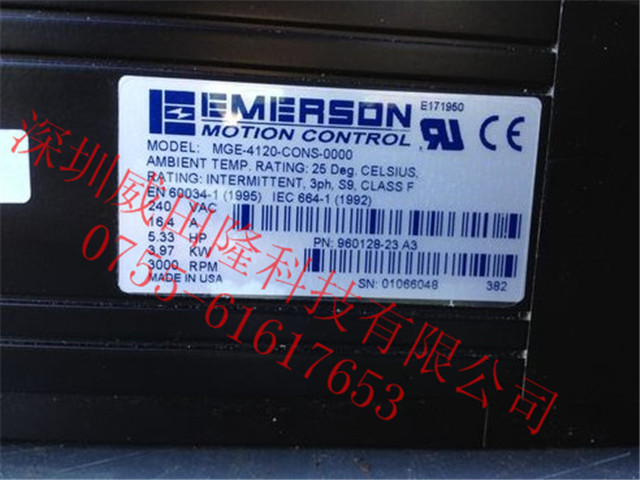 EMERSON
MOTION CONTROL
E171950
MODEL: MGE-4120-CONS-0000
AMBIENT TEMP. RATING: 25 Deg. CELSIUS,
RATING: INTERMITTENT, 3ph, S9, CLASS F
EN 60034-1 (1995) IEC 664-1 (1992)
240 VAC
16.4 A
5.33 HP
3.97 KW
3000 RPM
MADE IN USA
PN: 960128-23 A3
SN: 01066048
382
深圳威田隆科技有限公司
0755-61617653